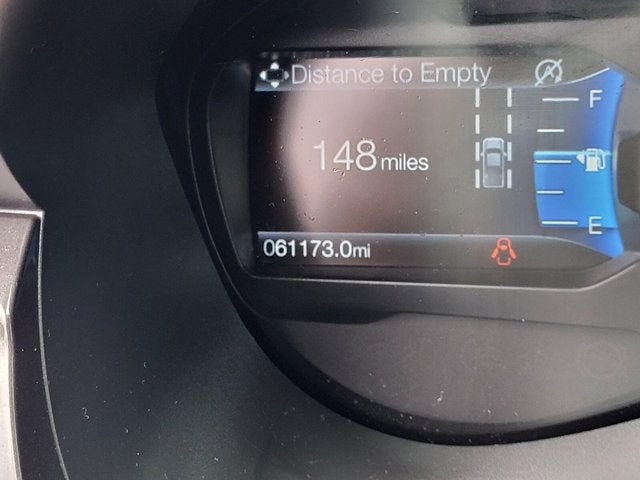 Distance to Empty
F
148 miles
E
061173.0mi